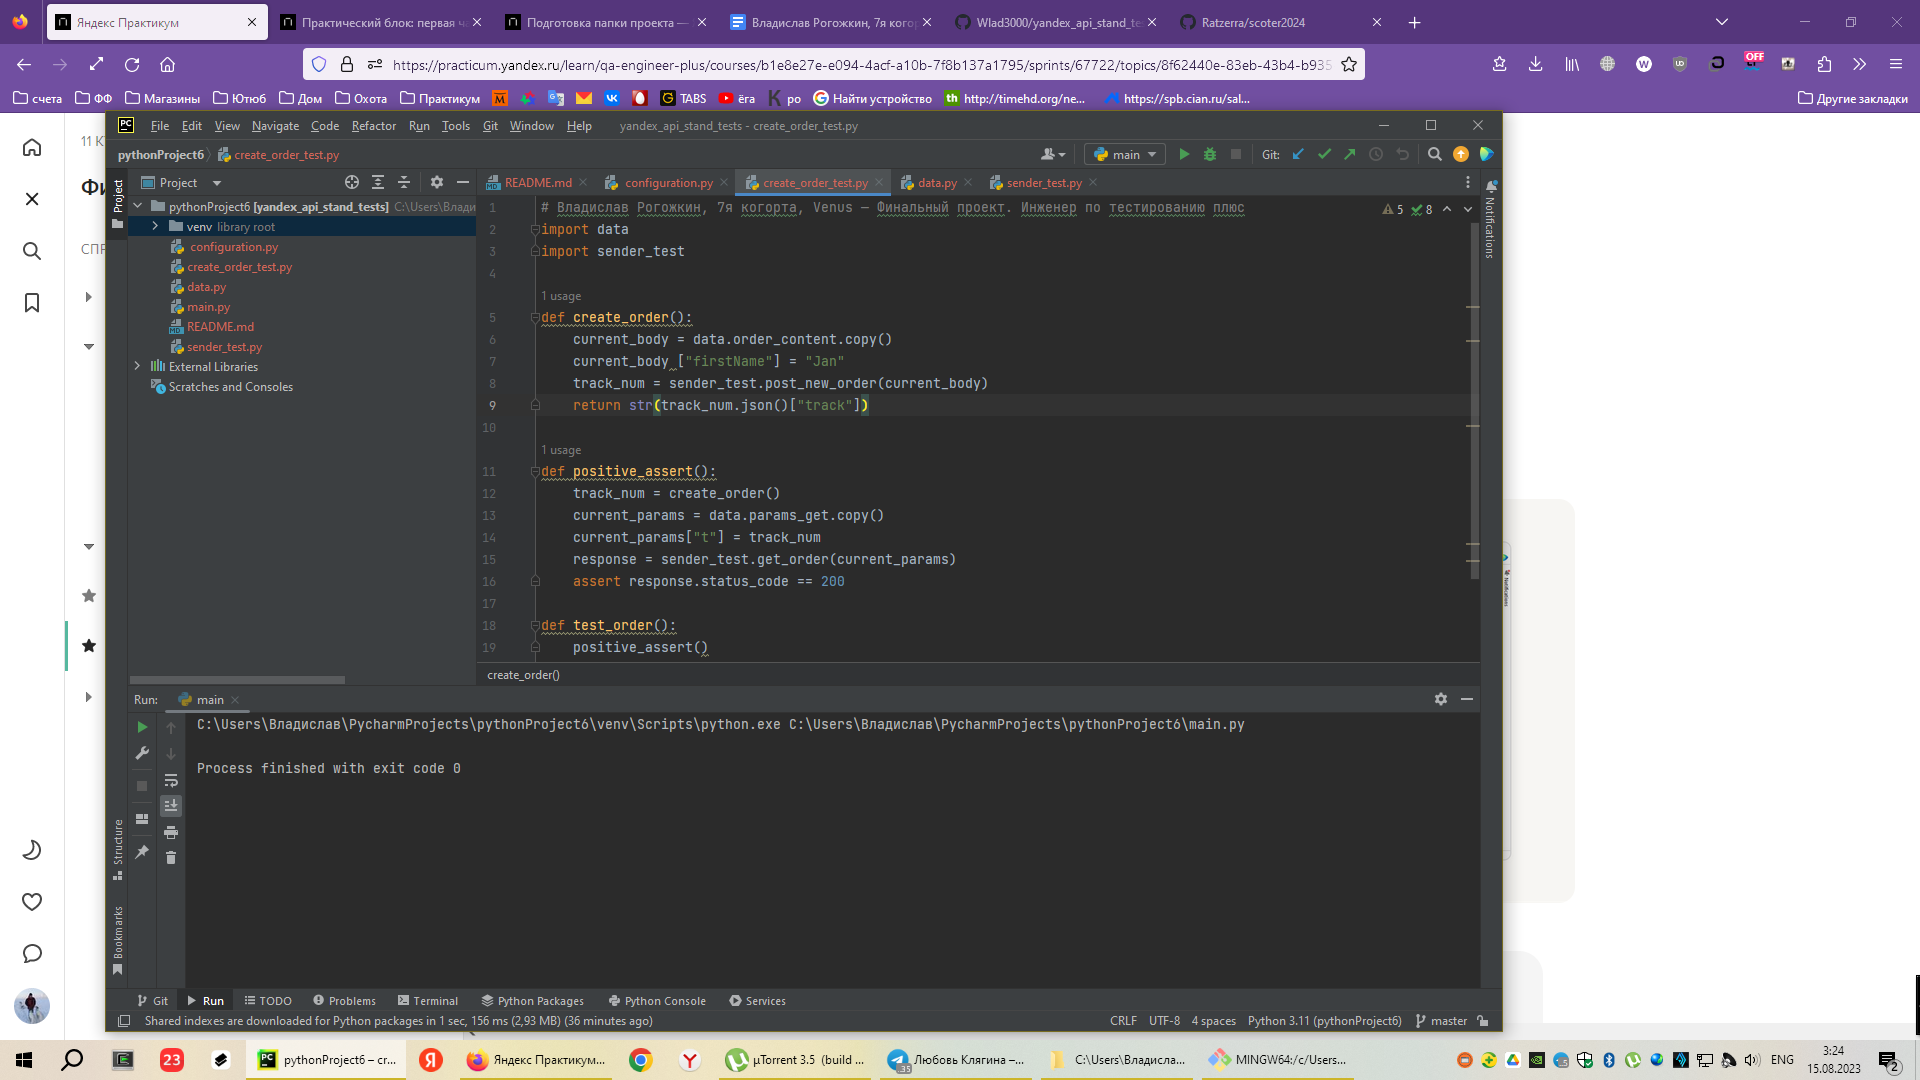 Яндекс Практикум
Практический блок: первая ч
Подготовка папки проекта —
Владислав Рогожкин, 7я когор
Wlad3000/yandex_api_stand_te
Ratzerra/scoter2024
https://practicum.yandex.ru/learn/qa-engineer-plus/courses/b1e8e27e-e094-4acf-a10b-7f8b137a1795/sprints/67722/topics/8f62440e-83eb-43b4-b935
OFF
счета
ФФ
Магазины
Ютюб
Дом
Охота
Практикум
TABS
ёга
ро
Найти устройство
http://timehd.org/ne...
https://spb.cian.ru/sal...
Другие закладки
PC
File Edit View Navigate Code Refactor Run Tools Git Window Help
yandex_api_stand_tests - create_order_test.py
pythonProject6
create_order_test.py
main
Git:
11 К
Фи
СПР
Project
Project
README.md
configuration.py
create_order_test.py
data.py
sender_test.py
Notifications
pythonProject6 [yandex_api_stand_tests] C:\Users\Влади
venv library root
configuration.py
create_order_test.py
data.py
main.py
README.md
sender_test.py
External Libraries
Scratches and Consoles
5 8
1 # Владислав Рогожкин, 7я когорта, Venus — Финальный проект. Инженер по тестированию плюс
2 import data
3 import sender_test
4
1 usage
5 def create_order():
6 current_body = data.order_content.copy()
7 current_body ["firstName"] = "Jan"
8 track_num = sender_test.post_new_order(current_body)
9 return str(track_num.json()["track"])
10
1 usage
11 def positive_assert():
12 track_num = create_order()
13 current_params = data.params_get.copy()
14 current_params["t"] = track_num
15 response = sender_test.get_order(current_params)
16 assert response.status_code == 200
17
18 def test_order():
19 positive_assert()
create_order()
Run:
main
C:\Users\Владислав\PycharmProjects\pythonProject6\venv\Scripts\python.exe C:\Users\Владислав\PycharmProjects\pythonProject6\main.py
Process finished with exit code 0
Structure
Bookmarks
Git
Run
TODO
Problems
Terminal
Python Packages
Python Console
Services
Shared indexes are downloaded for Python packages in 1 sec, 156 ms (2,93 MB) (36 minutes ago)
CRLF UTF-8 4 spaces Python 3.11 (pythonProject6) master
23
pythonProject6 – cr...
Яндекс Практикум...
µTorrent 3.5 (build ...
Любовь Клягина –...
C:\Users\Владисла...
MINGW64:/c/Users...
ENG
3:24
15.08.2023
2